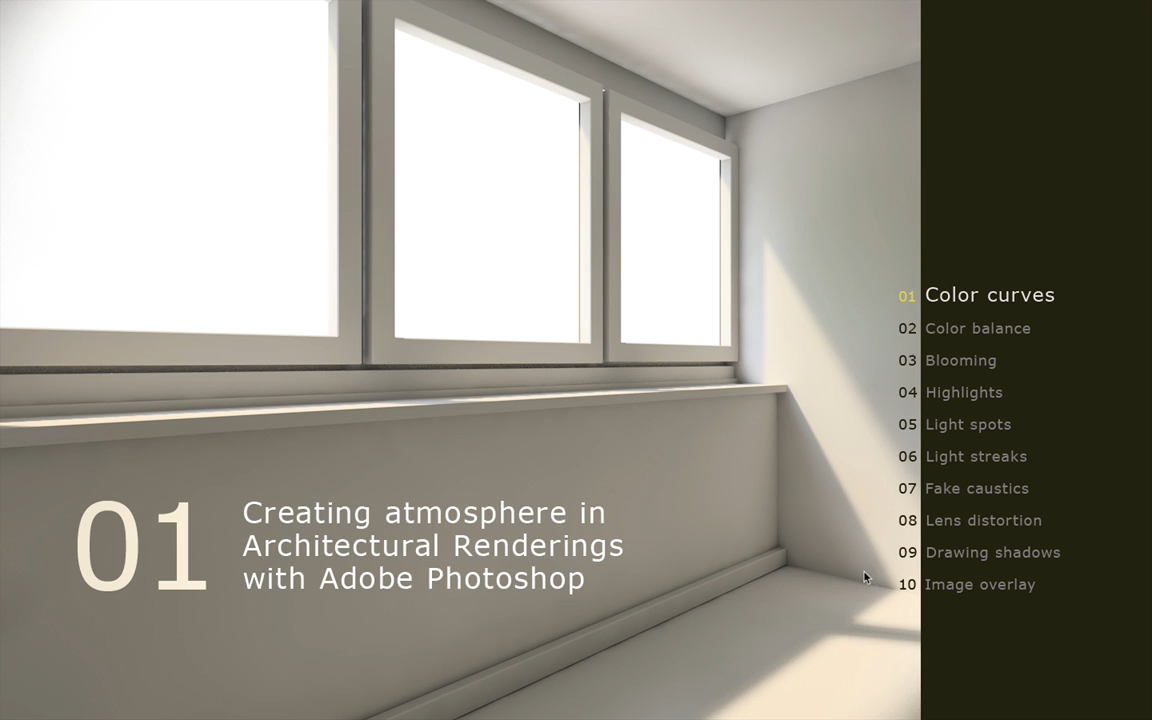 01 Color curves
02 Color balance
03 Blooming
04 Highlights
05 Light spots
06 Light streaks
07 Fake caustics
08 Lens distortion
09 Drawing shadows
10 Image overlay
01
Creating atmosphere in
Architectural Renderings
with Adobe Photoshop